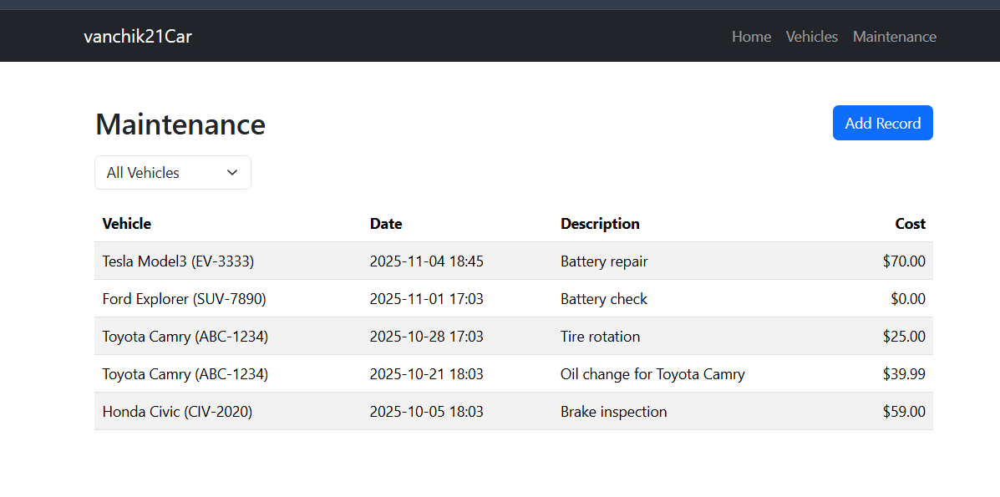 vanchik21Car Home Vehicles Maintenance
Maintenance Add Record
All Vehicles
Vehicle Date Description Cost
Tesla Model3 (EV-3333) 2025-11-04 18:45 Battery repair $70.00
Ford Explorer (SUV-7890) 2025-11-01 17:03 Battery check $0.00
Toyota Camry (ABC-1234) 2025-10-28 17:03 Tire rotation $25.00
Toyota Camry (ABC-1234) 2025-10-21 18:03 Oil change for Toyota Camry $39.99
Honda Civic (CIV-2020) 2025-10-05 18:03 Brake inspection $59.00